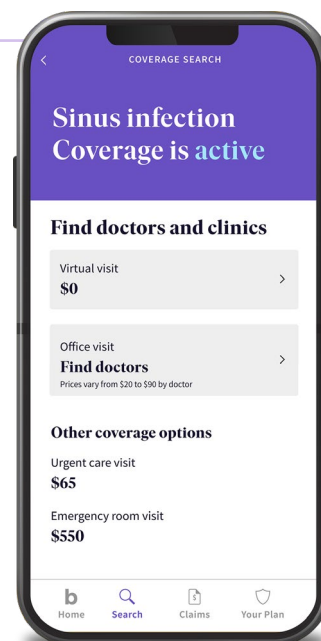 COVERAGE SEARCH
Sinus infection
Coverage is active
Find doctors and clinics
Virtual visit
$0
Office visit
Find doctors
Prices vary from $20 to $90 by doctor
Other coverage options
Urgent care visit
$65
Emergency room visit
$550
b
$
Home Search Claims Your Plan